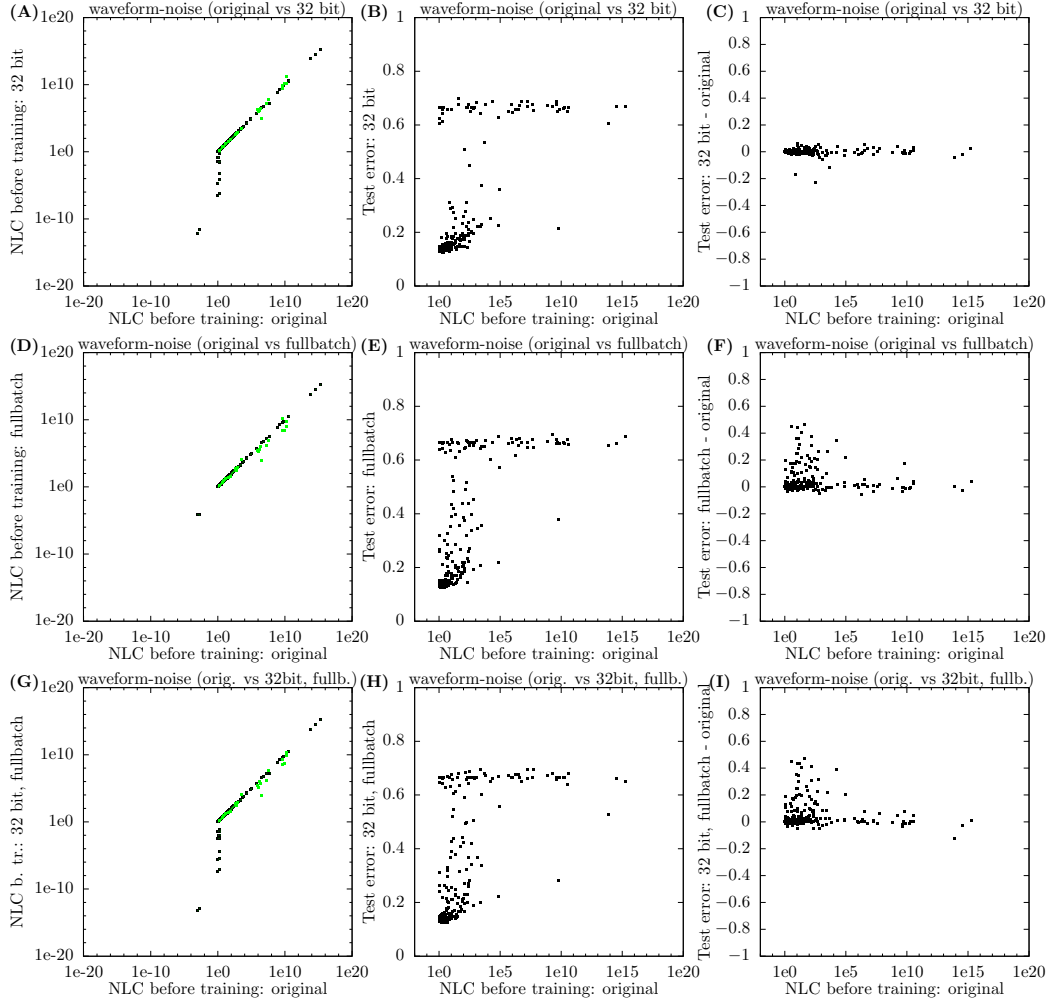 (A) waveform-noise (original vs 32 bit)
NLC before training: 32 bit
1e20
1e10
1e0
1e-10
1e-20
1e-20 1e-10 1e0 1e10 1e20
NLC before training: original
(B) waveform-noise (original vs 32 bit)
Test error: 32 bit
1
0.8
0.6
0.4
0.2
0
1e0 1e5 1e10 1e15 1e20
NLC before training: original
(C) waveform-noise (original vs 32 bit)
Test error: 32 bit - original
1
0.8
0.6
0.4
0.2
0
−0.2
−0.4
−0.6
−0.8
−1
1e0 1e5 1e10 1e15 1e20
NLC before training: original
(D) waveform-noise (original vs fullbatch)
NLC before training: fullbatch
1e20
1e10
1e0
1e-10
1e-20
1e-20 1e-10 1e0 1e10 1e20
NLC before training: original
(E) waveform-noise (original vs fullbatch)
Test error: fullbatch
1
0.8
0.6
0.4
0.2
0
1e0 1e5 1e10 1e15 1e20
NLC before training: original
(F) waveform-noise (original vs fullbatch)
Test error: fullbatch - original
1
0.8
0.6
0.4
0.2
0
−0.2
−0.4
−0.6
−0.8
−1
1e0 1e5 1e10 1e15 1e20
NLC before training: original
(G) waveform-noise (orig. vs 32bit, fullb.)
NLC b. tr.: 32 bit, fullbatch
1e20
1e10
1e0
1e-10
1e-20
1e-20 1e-10 1e0 1e10 1e20
NLC before training: original
(H) waveform-noise (orig. vs 32bit, fullb.)
Test error: 32 bit, fullbatch
1
0.8
0.6
0.4
0.2
0
1e0 1e5 1e10 1e15 1e20
NLC before training: original
(I) waveform-noise (orig. vs 32bit, fullb.)
Test error: 32 bit, fullbatch - original
1
0.8
0.6
0.4
0.2
0
−0.2
−0.4
−0.6
−0.8
−1
1e0 1e5 1e10 1e15 1e20
NLC before training: original